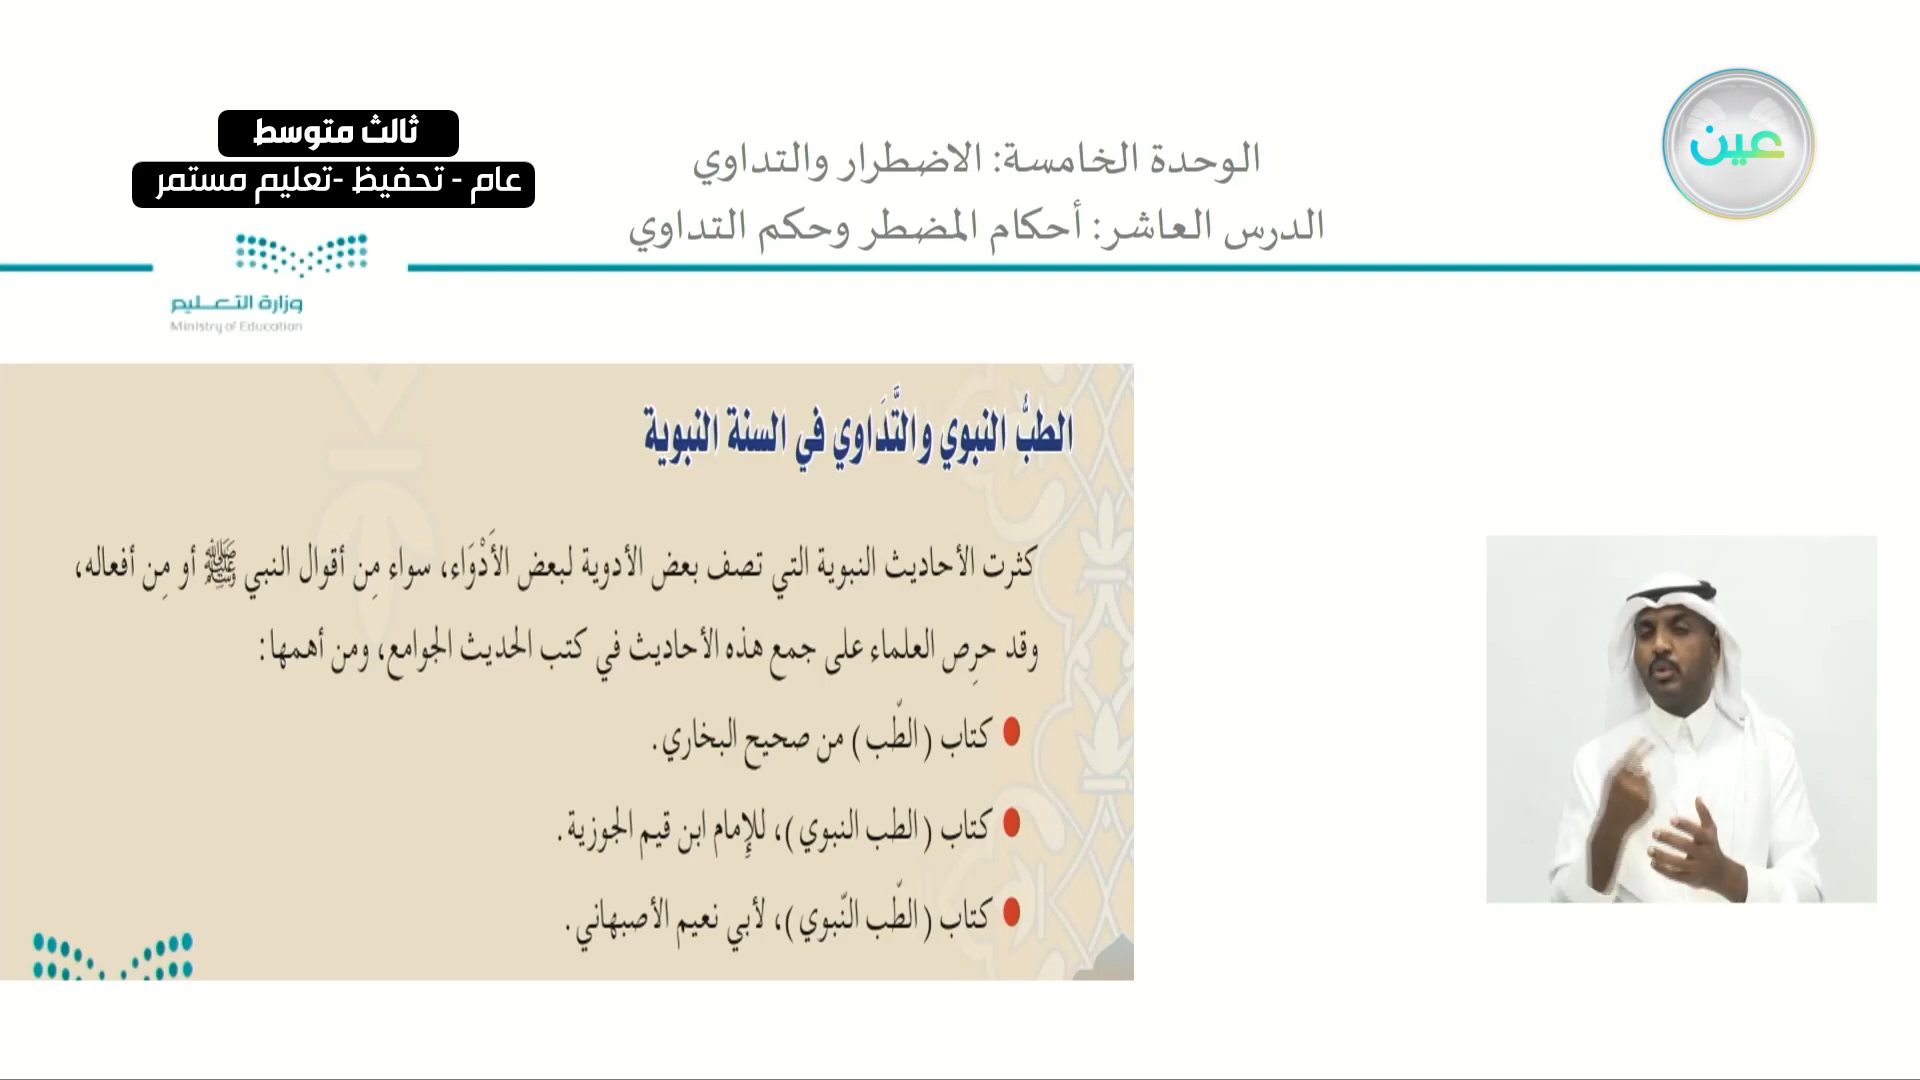 ثالث متوسط
عام - تحفيظ -تعليم مستمر
الوحدة الخامسة: الاضطرار والتداوي
الدرس العاشر: أحكام المضطر وحكم التداوي
عين
وزارة التعليم
Ministry of Education
الطبُّ النبوي والتَّدَاوي في السنة النبوية
كثرت الأحاديث النبوية التي تصف بعض الأدوية لبعض الأَدْوَاء، سواء مِن أقوال النبي ﷺ أو مِن أفعاله،
وقد حرِص العلماء على جمع هذه الأحاديث في كتب الحديث الجوامع، ومن أهمها:
كتاب (الطّب) من صحيح البخاري.
كتاب (الطب النبوي)، للإِمام ابن قيم الجوزية.
كتاب (الطّب النّبوي)، لأبي نعيم الأصبهاني.